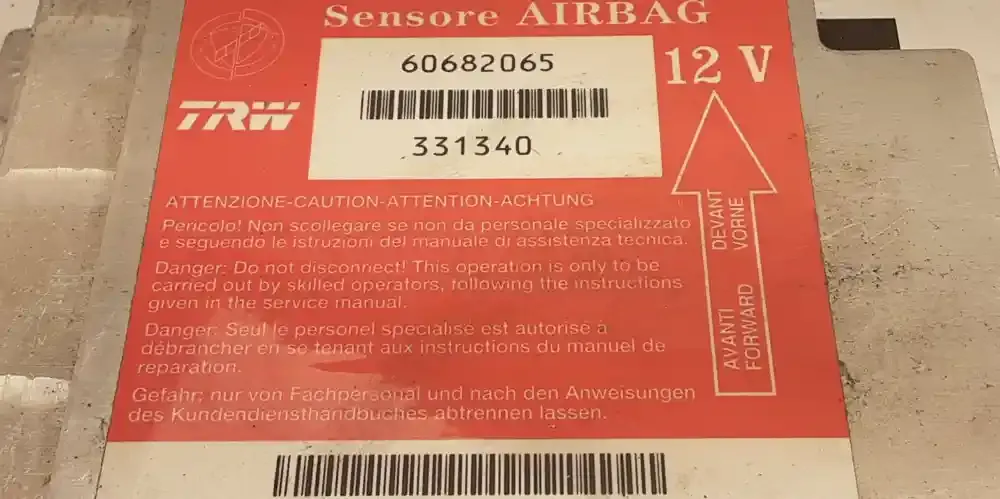 Sensore AIRBAG
60682065
12 V
TRW
331340
ATTENZIONE-CAUTION-ATTENTION-ACHTUNG
Pericolo! Non scollegare se non da personale specializzato
e seguendo le istruzioni del manuale di assistenza tecnica.
Danger: Do not disconnect! This operation is only to be
carried out by skilled operators, following the instructions
given in the service manual.
Danger: Seul le personel specialisé est autorisé à
débrancher en se tenant aux instructions du manuel de
reparation.
Gefahr: nur von Fachpersonal und nach den Anweisungen
des Kundendiensthandbuches abtrennen lassen.
AVANTI DEVANT
FORWARD VORNE